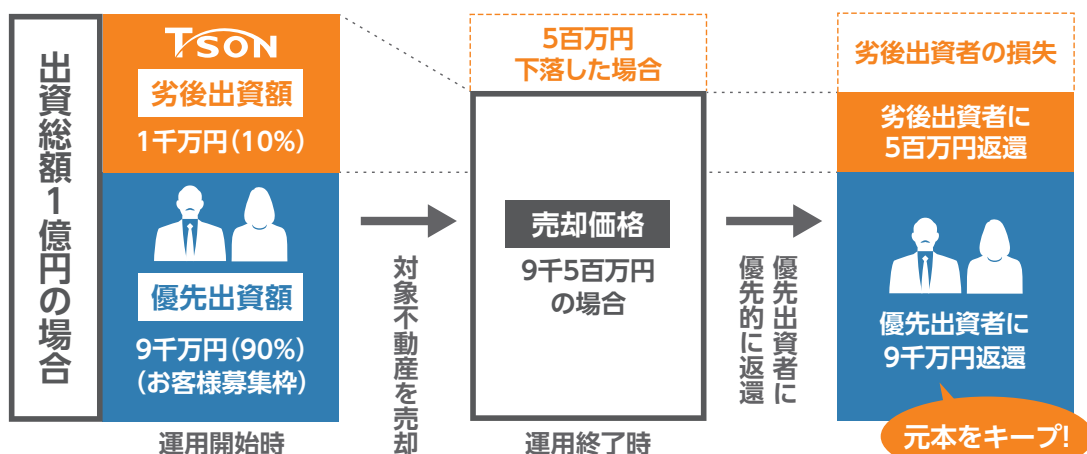 出資総額1億円の場合
TSON
劣後出資額
1千万円(10%)
優先出資額
9千万円(90%)
(お客様募集枠)
運用開始時
対象不動産を売却
5百万円
下落した場合
売却価格
9千5百万円
の場合
運用終了時
優先出資者に
優先的に返還
劣後出資者の損失
劣後出資者に
5百万円返還
優先出資者に
9千万円返還
元本をキープ!